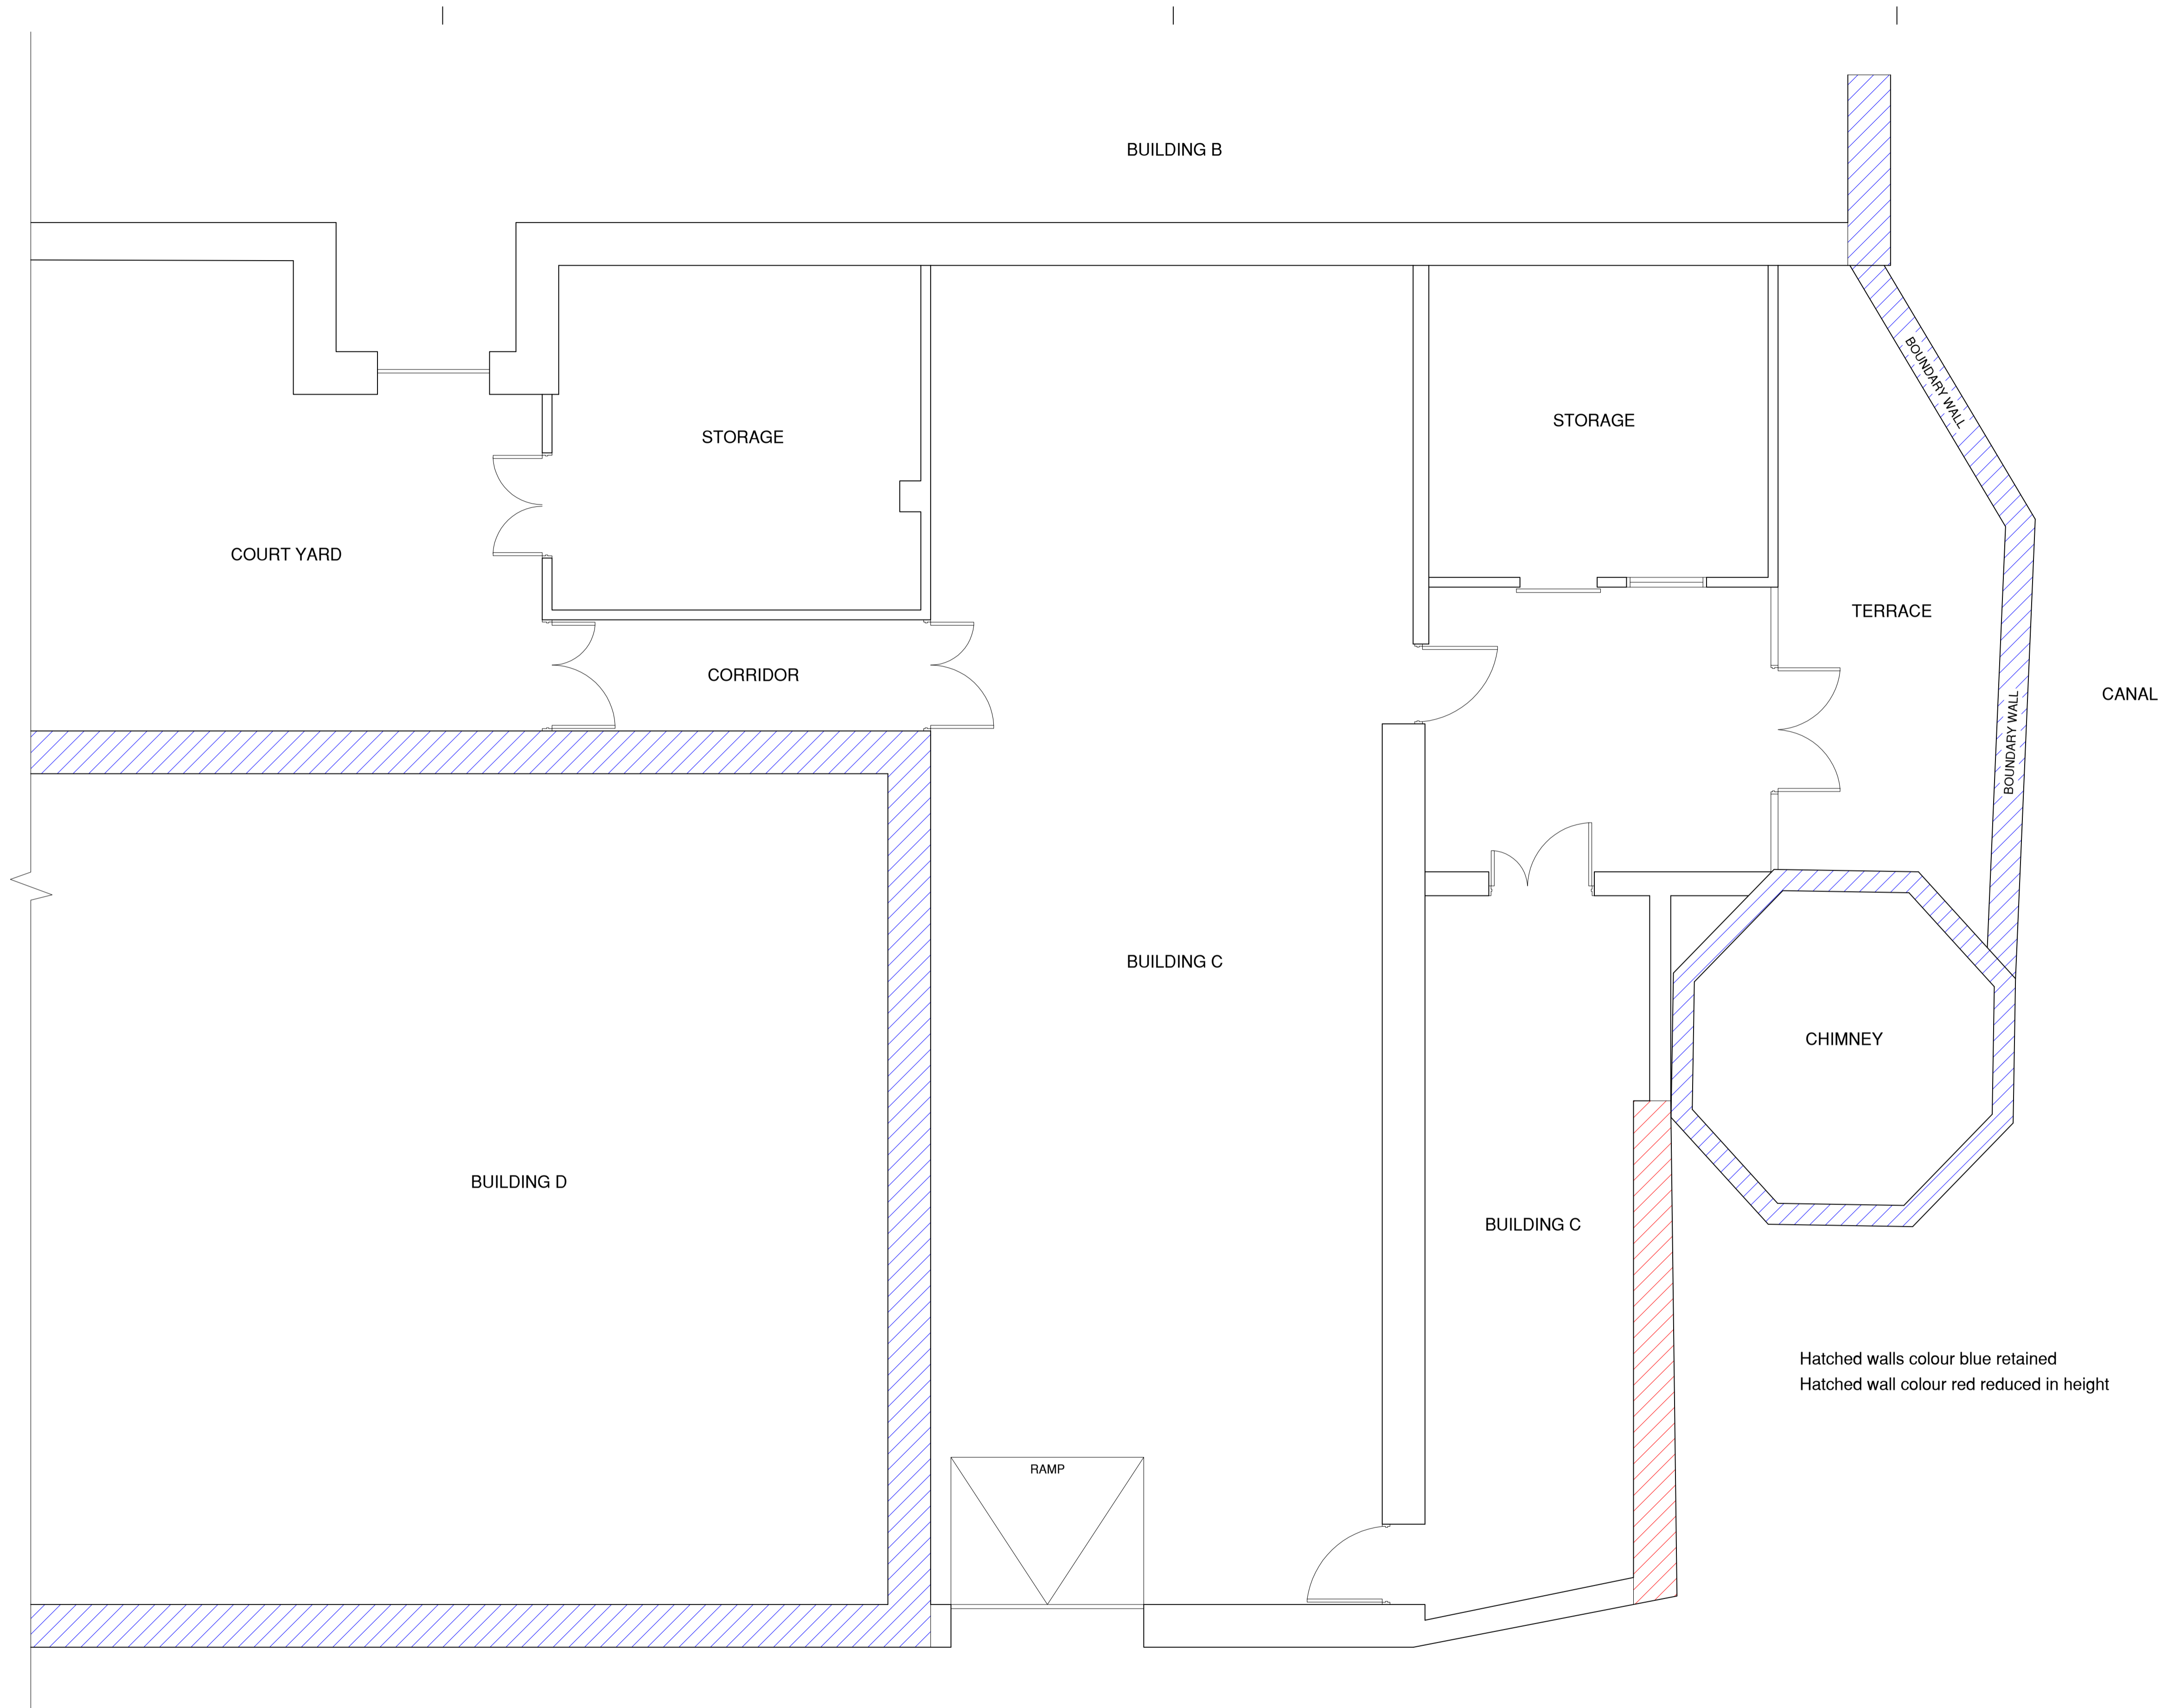 BUILDING B
BOUNDARY WALL
STORAGE
STORAGE
COURT YARD
TERRACE
CORRIDOR
CANAL
BOUNDARY WALL
BUILDING C
CHIMNEY
BUILDING D
BUILDING C
Hatched walls colour blue retained
Hatched wall colour red reduced in height
RAMP